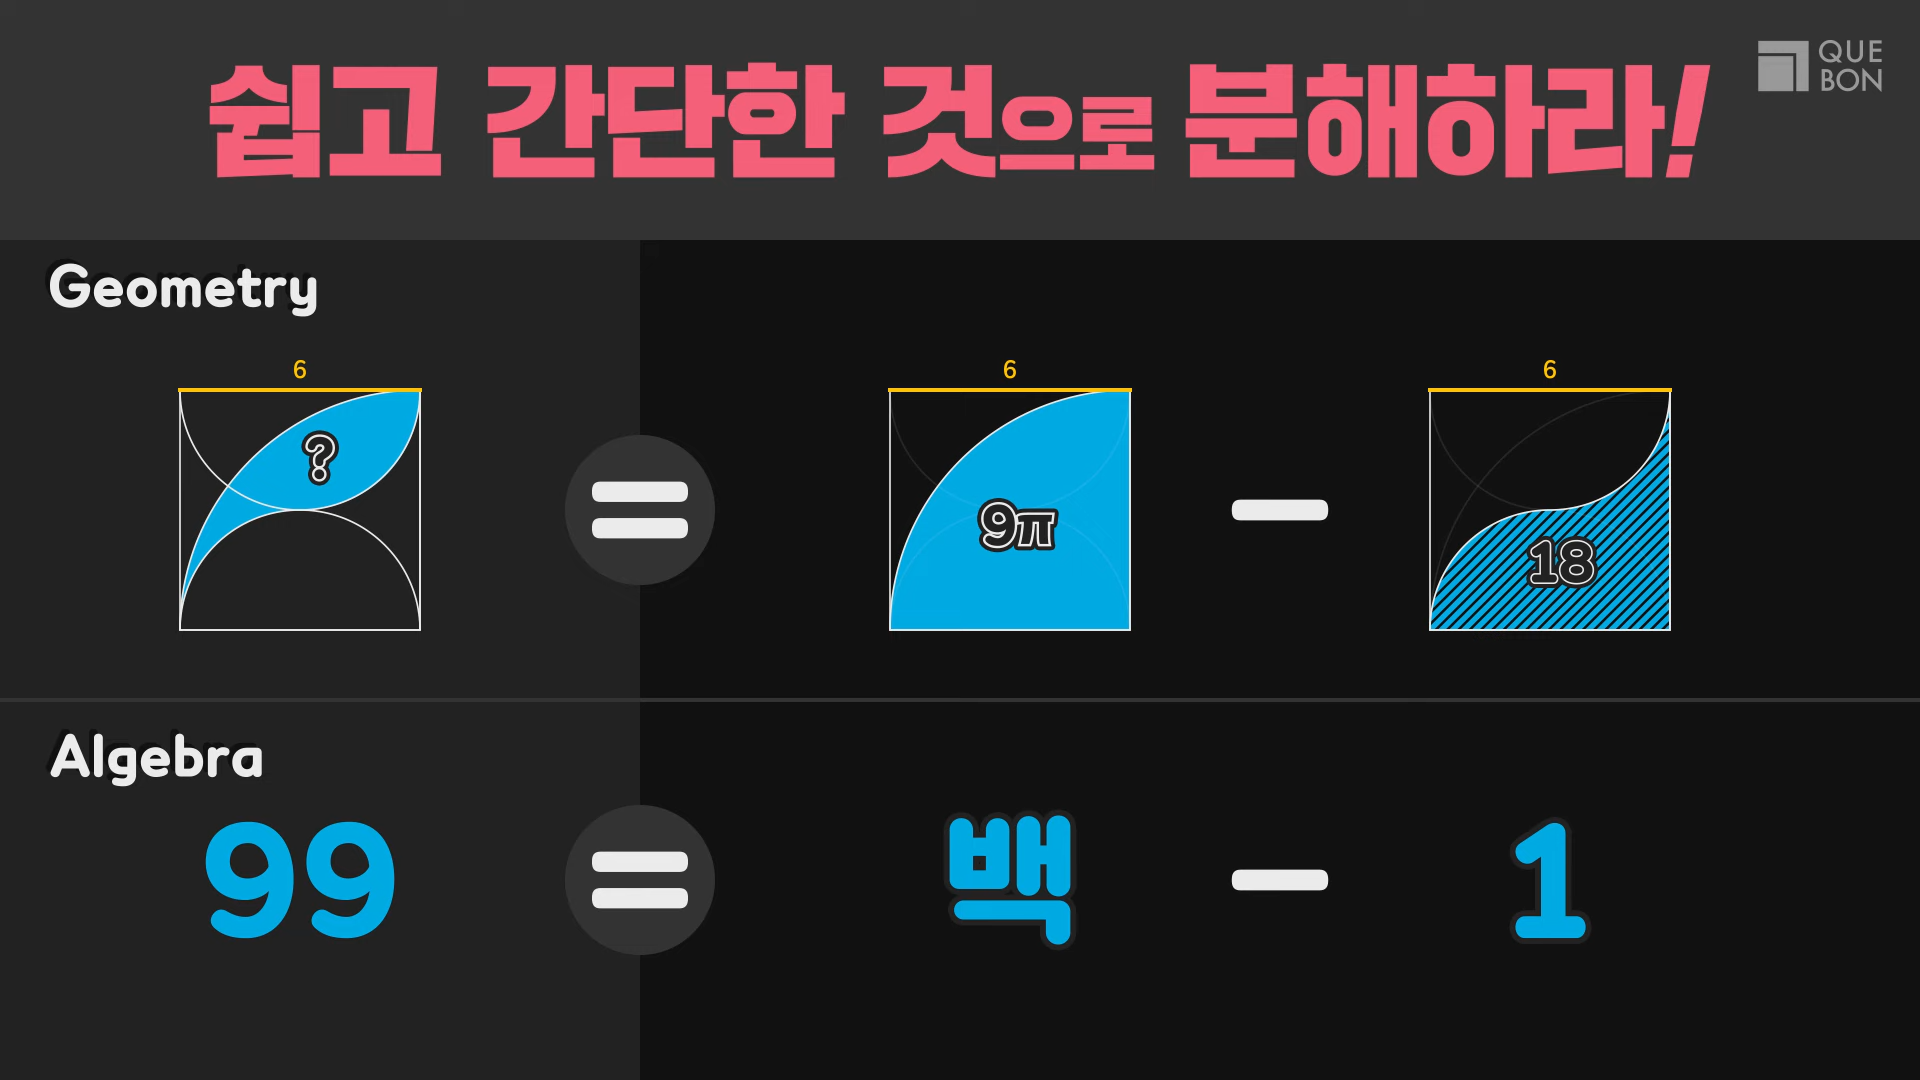 쉽고 간단한 것으로 분해하라!
QUE
BON
Geometry
6
6
6
?
=
9π
−
18
Algebra
99
=
백
−
1